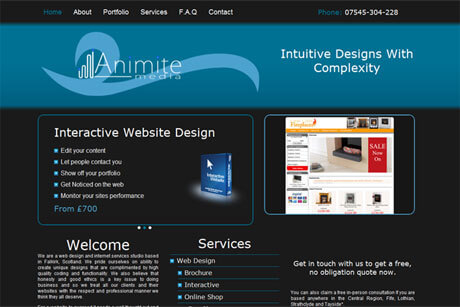 Home About Portfolio Services F.A.Q Contact
Phone: 07545-304-228
Animite
media
Intuitive Designs With
Complexity
Interactive Website Design
Edit your content
Let people contact you
Show off your portfolio
Get Noticed on the web
Monitor your sites performance
From £700
Interactive
Website
SALE
Now
On
Welcome
We are a web design and internet services studio based
in Falkirk, Scotland. We pride ourselves on ability to
create unique designs that are complimented by high
quality coding and functionality. We also believe that
honesty and good ethics is a key issue to doing
business and so we treat all our clients and their
websites with the respect and professional manner we
think they all deserve.
Services
Web Design
Brochure
Interactive
Online Shop
Get in touch with us to get a free,
no obligation quote now.
You can also claim a free in-person consultation if you are
based anywhere in the Central Region, Fife, Lothian,
Strathclyde and Tayside*